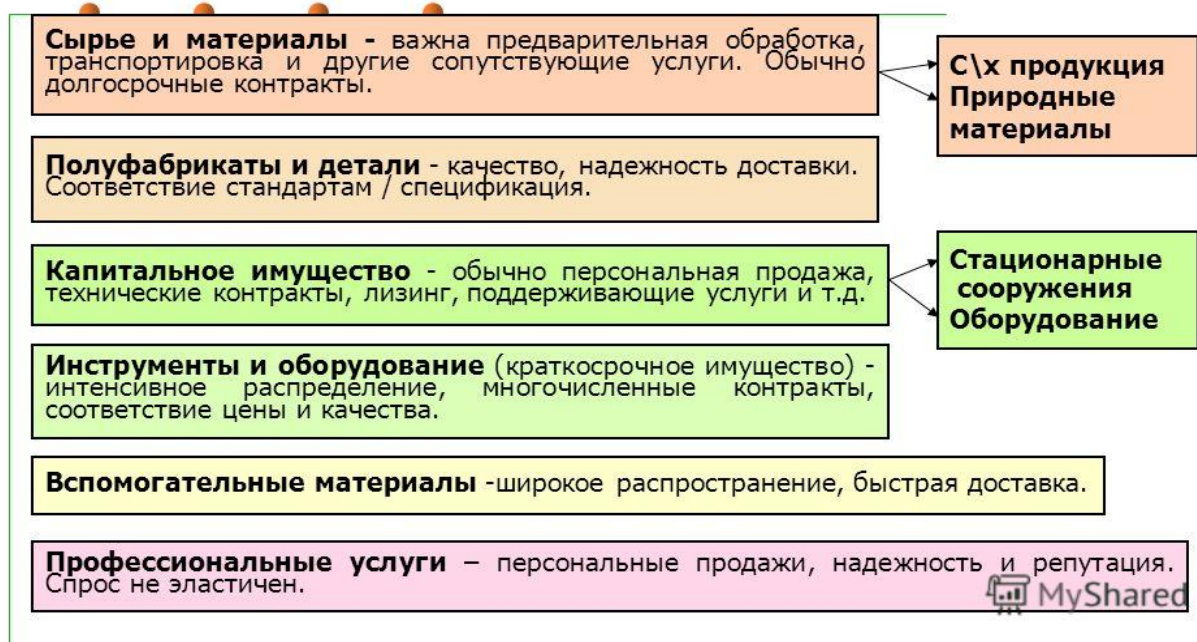 Сырье и материалы - важна предварительная обработка,
транспортировка и другие сопутствующие услуги. Обычно
долгосрочные контракты.
С\х продукция
Природные
материалы
Полуфабрикаты и детали - качество, надежность доставки.
Соответствие стандартам / спецификация.
Капитальное имущество - обычно персональная продажа,
технические контракты, лизинг, поддерживающие услуги и т.д.
Стационарные
сооружения
Оборудование
Инструменты и оборудование (краткосрочное имущество) -
интенсивное распределение, многочисленные контракты,
соответствие цены и качества.
Вспомогательные материалы -широкое распространение, быстрая доставка.
Профессиональные услуги – персональные продажи, надежность и репутация.
Спрос не эластичен.
MyShared